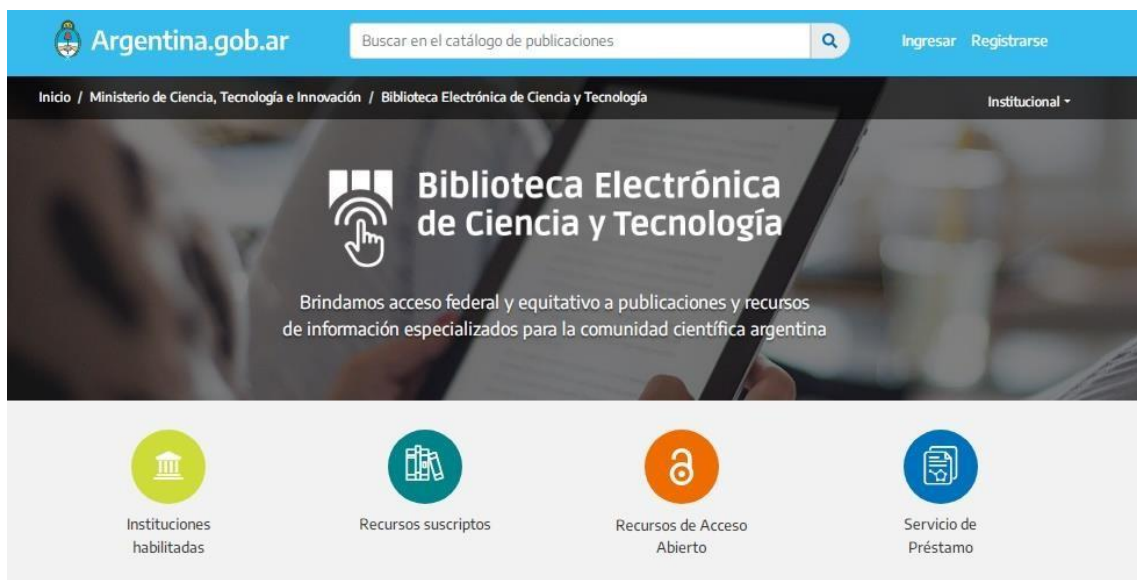 Argentina.gob.ar
Buscar en el catálogo de publicaciones
Ingresar Registrarse
Inicio / Ministerio de Ciencia, Tecnología e Innovación / Biblioteca Electrónica de Ciencia y Tecnología
Institucional
Biblioteca Electrónica
de Ciencia y Tecnología
Brindamos acceso federal y equitativo a publicaciones y recursos
de información especializados para la comunidad científica argentina
Instituciones
habilitadas
Recursos suscriptos
Recursos de Acceso
Abierto
Servicio de
Préstamo